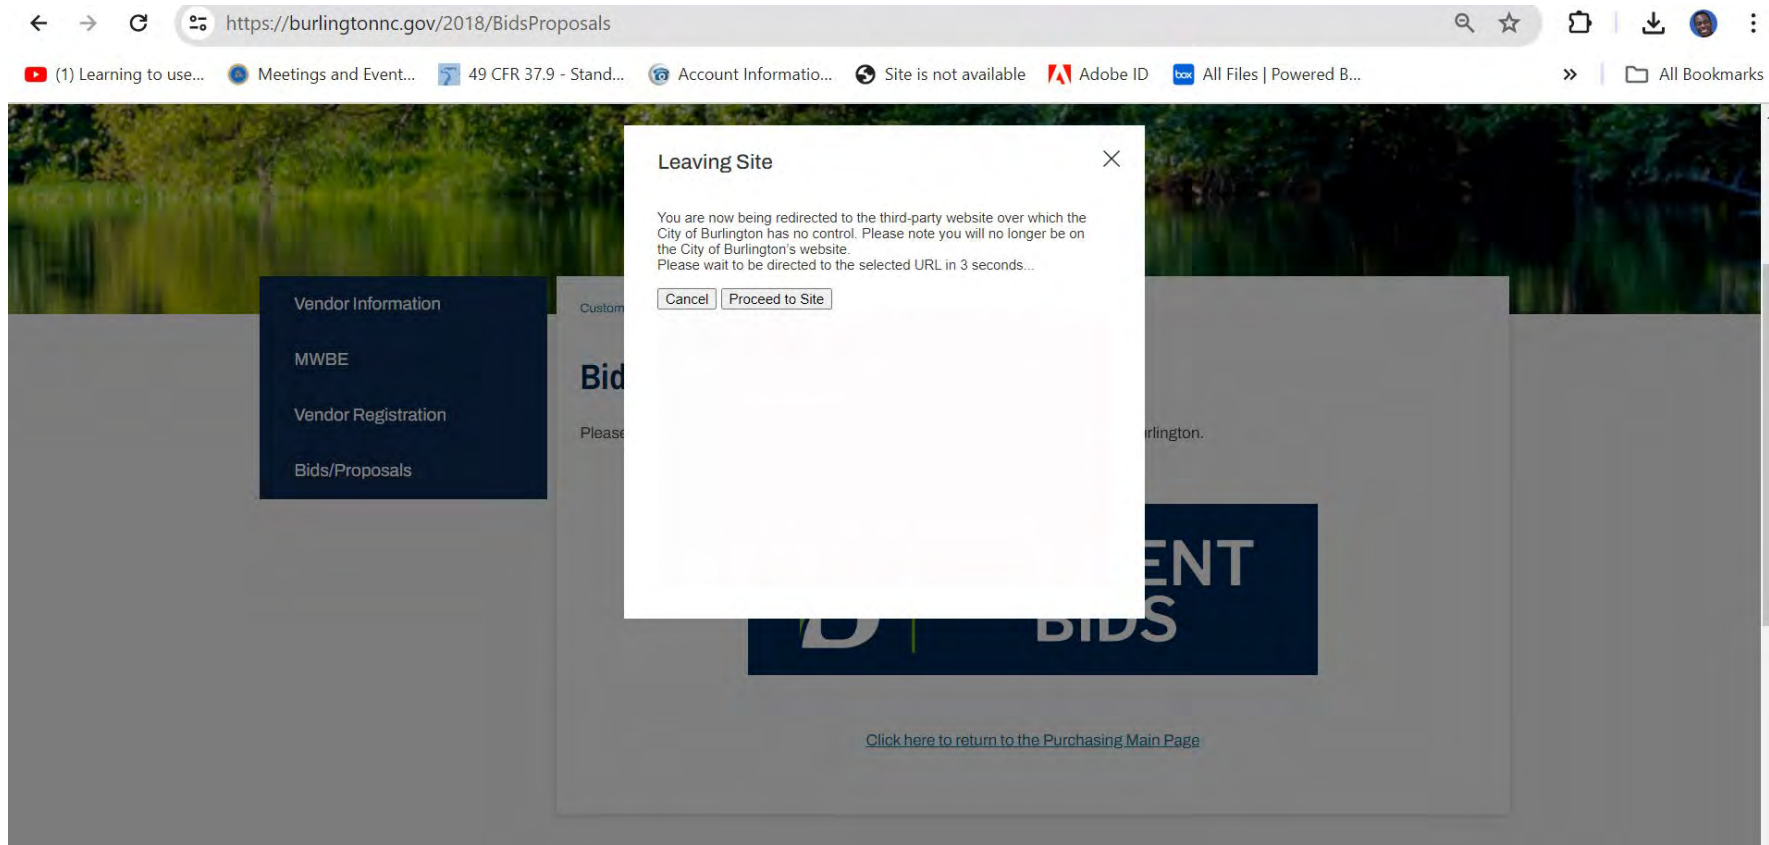 https://burlingtonnc.gov/2018/BidsProposals
(1) Learning to use... Meetings and Event... 49 CFR 37.9 - Stand... Account Informatio... Site is not available Adobe ID box All Files | Powered B... » All Bookmarks
Leaving Site
You are now being redirected to the third-party website over which the
City of Burlington has no control. Please note you will no longer be on
the City of Burlington's website.
Please wait to be directed to the selected URL in 3 seconds...
Cancel Proceed to Site
Vendor Information
MWBE
Vendor Registration
Bids/Proposals
Custom
Bid
Please
rlington.
ENT
BIDS
Click here to return to the Purchasing Main Page